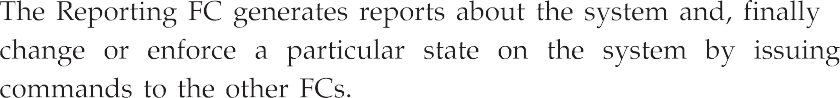 The Reporting FC generates reports about the system and, finally
change or enforce a particular state on the system by issuing
commands to the other FCs.